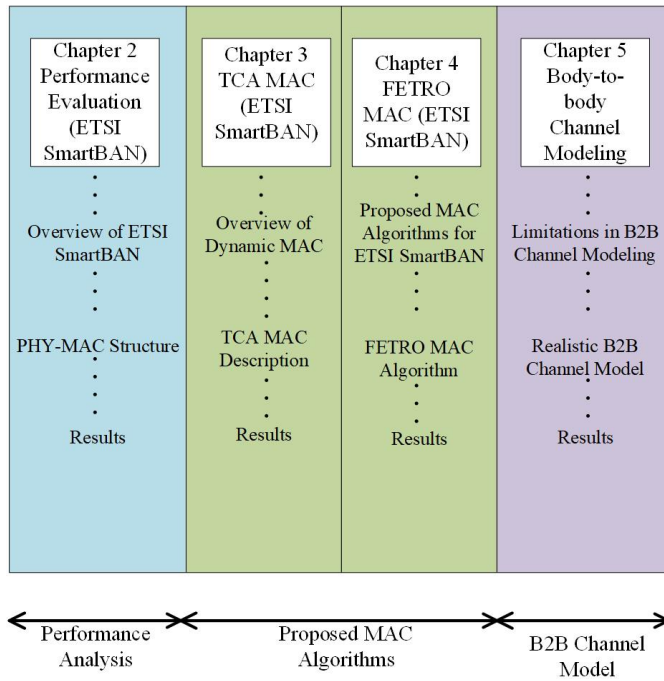 Chapter 2
Performance
Evaluation
(ETSI
SmartBAN)
Overview of ETSI
SmartBAN
PHY-MAC Structure
Results
Chapter 3
TCA MAC
(ETSI
SmartBAN)
Overview of
Dynamic MAC
TCA MAC
Description
Results
Chapter 4
FETRO
MAC (ETSI
SmartBAN)
Proposed MAC
Algorithms for
ETSI SmartBAN
FETRO MAC
Algorithm
Results
Chapter 5
Body-to-
body
Channel
Modeling
Limitations in B2B
Channel Modeling
Realistic B2B
Channel Model
Results
Performance
Analysis
Proposed MAC
Algorithms
B2B Channel
Model